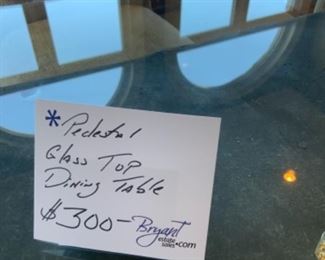 * Pedestal
Glass Top
Dining Table
$300-
Bryant
estate
sales.com